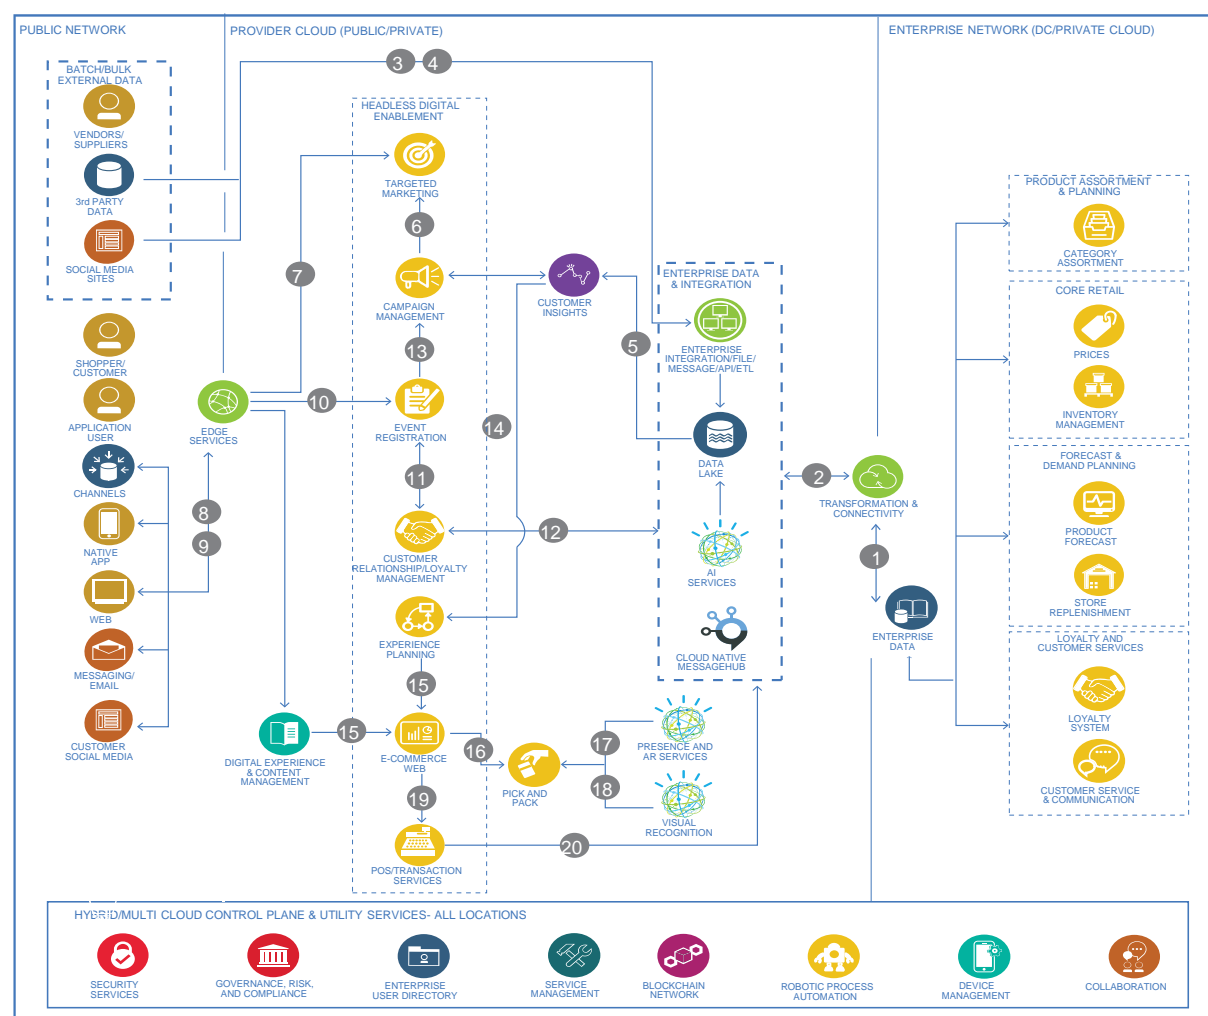 PUBLIC NETWORK
PROVIDER CLOUD (PUBLIC/PRIVATE)
ENTERPRISE NETWORK (DC/PRIVATE CLOUD)
BATCH/BULK
EXTERNAL DATA
VENDORS/
SUPPLIERS
3rd PARTY
DATA
SOCIAL MEDIA
SITES
SHOPPER/
CUSTOMER
APPLICATION
USER
CHANNELS
NATIVE
APP
WEB
MESSAGING/
EMAIL
CUSTOMER
SOCIAL MEDIA
EDGE
SERVICES
DIGITAL EXPERIENCE
& CONTENT
MANAGEMENT
3
4
7
10
8
9
15
HEADLESS DIGITAL
ENABLEMENT
TARGETED
MARKETING
6
CAMPAIGN
MANAGEMENT
13
EVENT
REGISTRATION
11
CUSTOMER
RELATIONSHIP/LOYALTY
MANAGEMENT
EXPERIENCE
PLANNING
15
E-COMMERCE
WEB
19
POS/TRANSACTION
SERVICES
CUSTOMER
INSIGHTS
14
12
5
16
PICK AND
PACK
17
18
20
ENTERPRISE DATA
& INTEGRATION
ENTERPRISE
INTEGRATION/FILE/
MESSAGE/API/ETL
DATA
LAKE
AI
SERVICES
CLOUD NATIVE
MESSAGEHUB
PRESENCE AND
AR SERVICES
VISUAL
RECOGNITION
2
TRANSFORMATION &
CONNECTIVITY
1
ENTERPRISE
DATA
PRODUCT ASSORTMENT
& PLANNING
CATEGORY
ASSORTMENT
CORE RETAIL
PRICES
INVENTORY
MANAGEMENT
FORECAST &
DEMAND PLANNING
PRODUCT
FORECAST
STORE
REPLENISHMENT
LOYALTY AND
CUSTOMER SERVICES
LOYALTY
SYSTEM
CUSTOMER SERVICE
& COMMUNICATION
HYBRID/MULTI CLOUD CONTROL PLANE & UTILITY SERVICES- ALL LOCATIONS
SECURITY
SERVICES
GOVERNANCE, RISK,
AND COMPLIANCE
ENTERPRISE
USER DIRECTORY
SERVICE
MANAGEMENT
BLOCKCHAIN
NETWORK
ROBOTIC PROCESS
AUTOMATION
DEVICE
MANAGEMENT
COLLABORATION